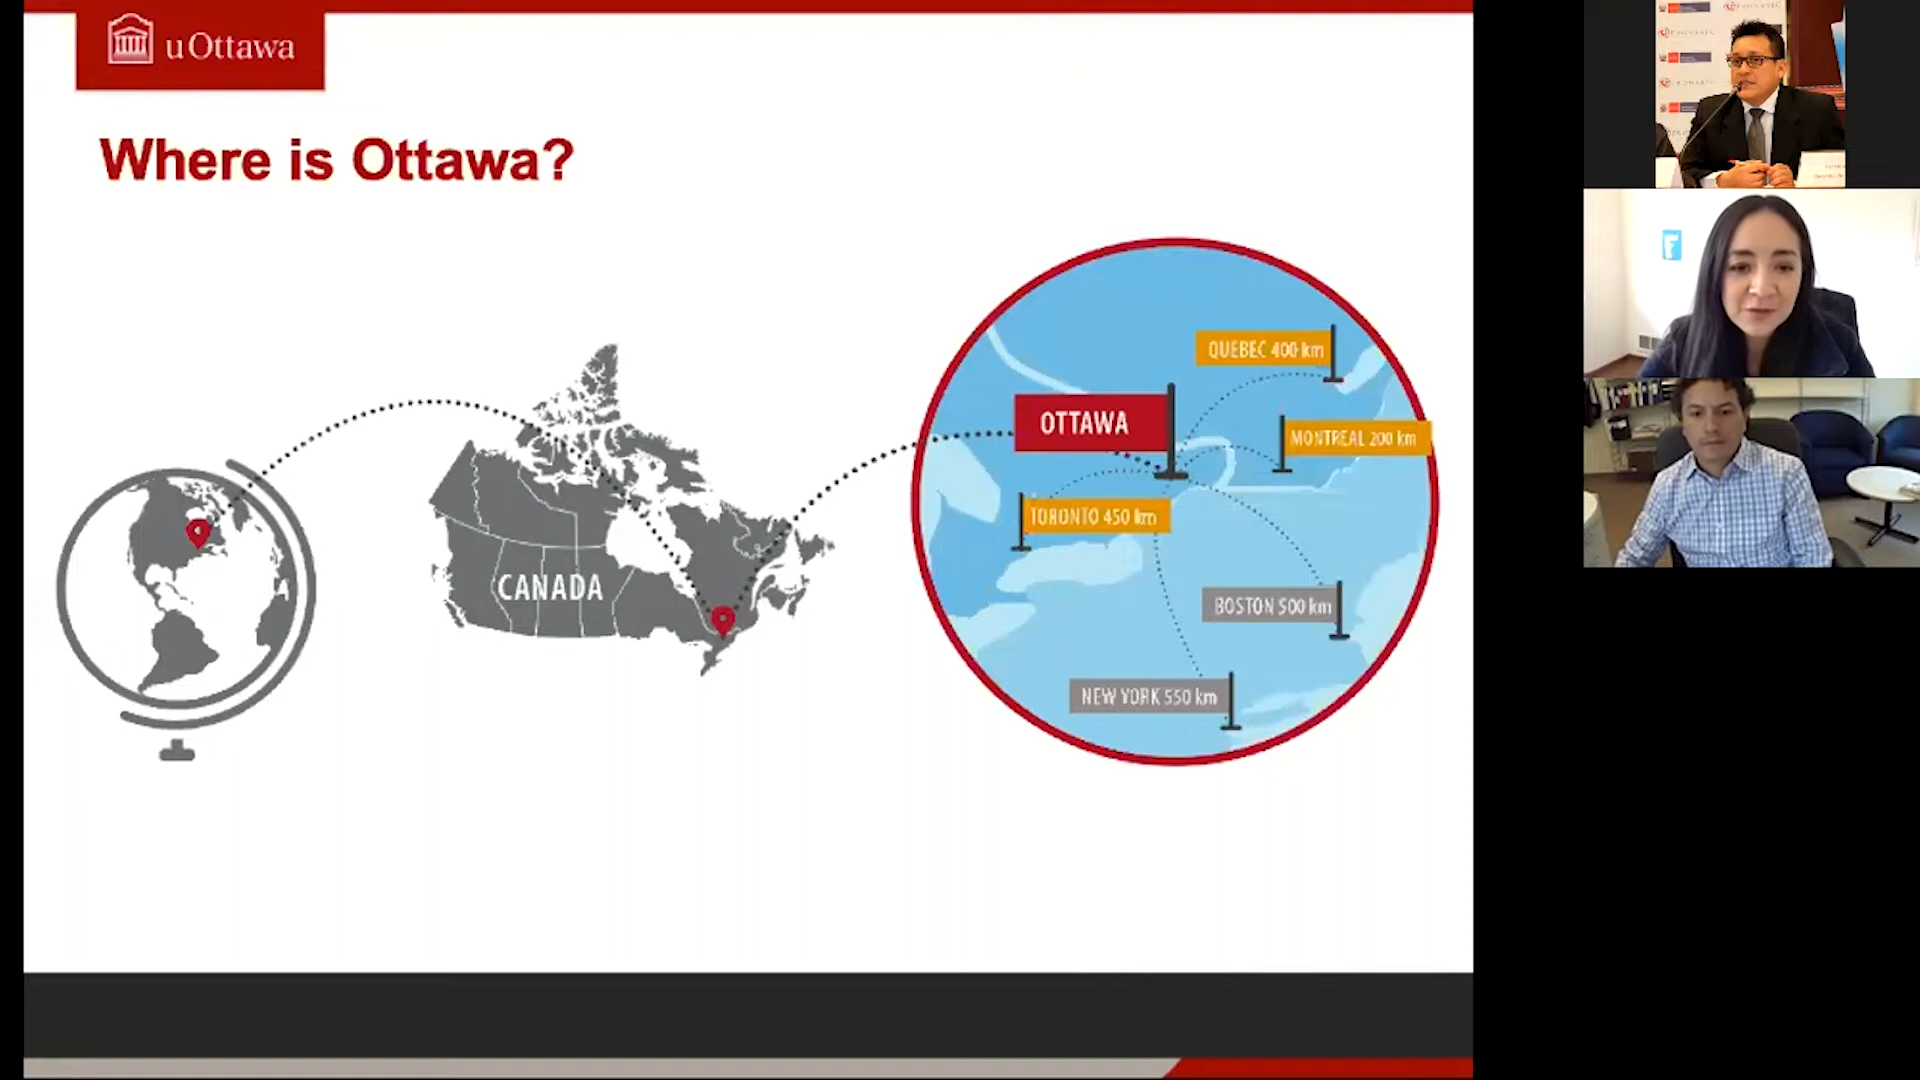 uOttawa
Where is Ottawa?
CANADA
A
QUEBEC 400 km
OTTAWA
MONTREAL 200 km
TORONTO 450 km
BOSTON 500 km
NEW YORK 550 km